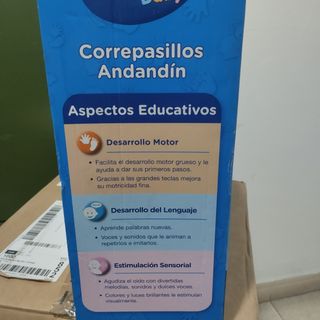 Correpasillos
Andandín
Aspectos Educativos
Desarrollo Motor
• Facilita el desarrollo motor grueso y le
ayuda a dar sus primeros pasos.
• Gracias a las grandes teclas mejora
su motricidad fina.
Desarrollo del Lenguaje
• Aprende palabras nuevas.
• Voces y sonidos que le animan a
repetirlos e imitarlos.
Estimulación Sensorial
• Agudiza el oído con divertidas
melodías, sonidos y dulces voces.
• Colores y luces brillantes le estimulan
visualmente.